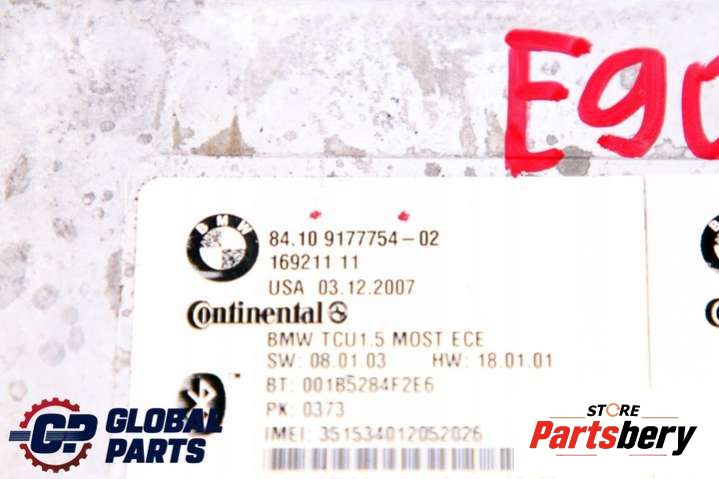 E90
BMW
84.10 9177754-02
169211 11
USA 03.12.2007
Continental
BMW TCU1.5 MOST ECE
SW: 08.01.03 HW: 18.01.01
BT: 001B5284F2E6
PK: 0373
IMEI: 351534012052026
GP GLOBAL
PARTS
STORE
Partsbery